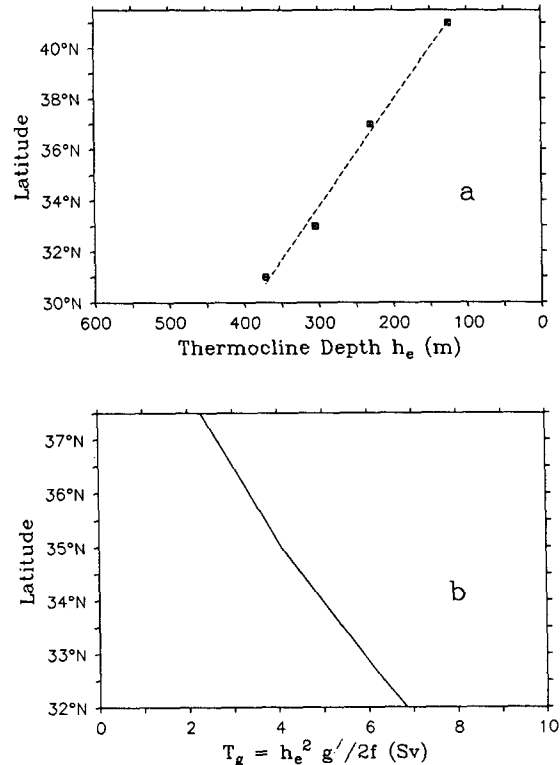 40°N
38°N
36°N
34°N
32°N
30°N
Latitude
a
600 500 400 300 200 100 0
Thermocline Depth hₑ (m)
37°N
36°N
35°N
34°N
33°N
32°N
Latitude
b
0 2 4 6 8 10
T_g = hₑ² g′/2f (Sv)